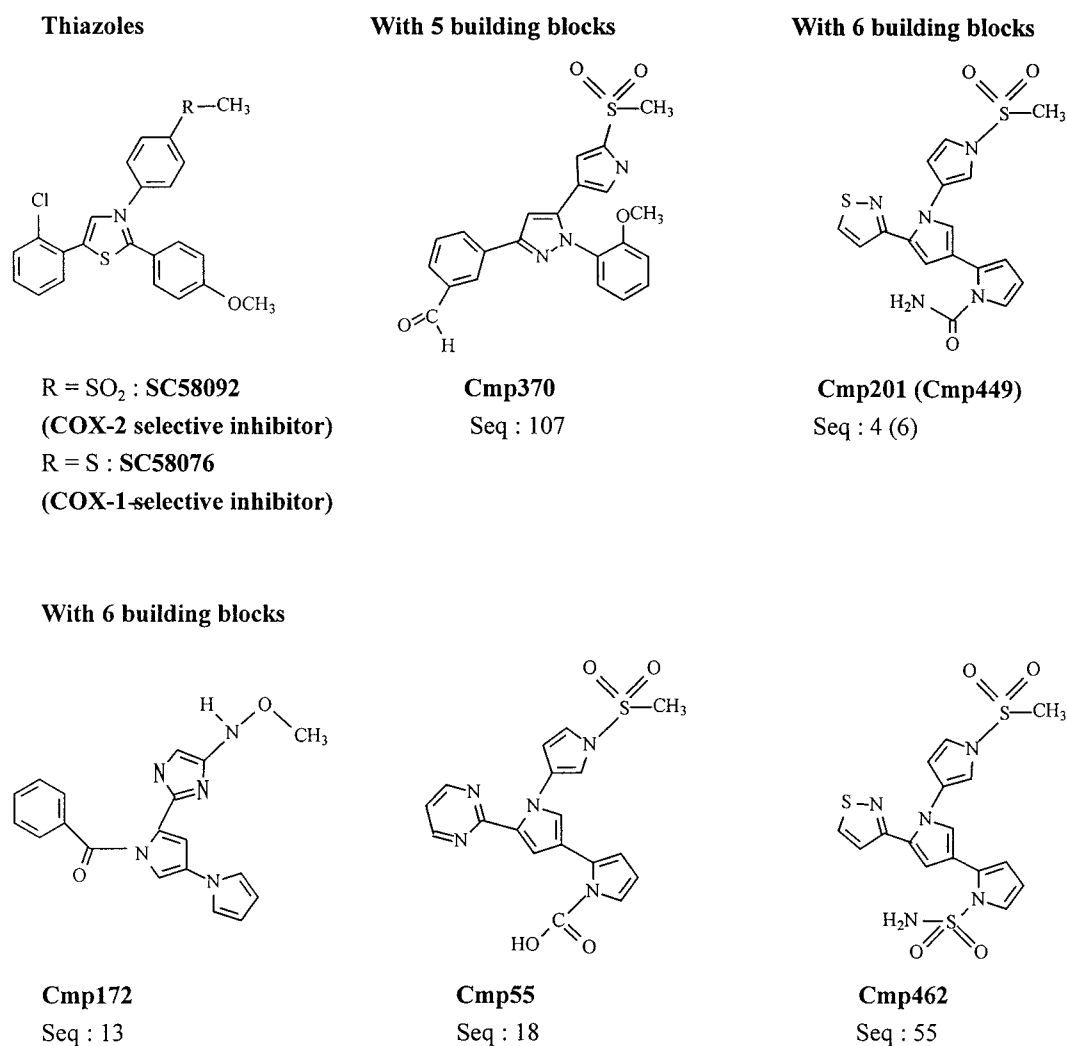 Thiazoles
With 5 building blocks
With 6 building blocks
R—CH3
Cl
N
S
OCH3
R = SO2 : SC58092
(COX-2 selective inhibitor)
R = S : SC58076
(COX-1-selective inhibitor)
O O
S
CH3
N
OCH3
N
N
O
C
H
Cmp370
Seq : 107
O O
S
CH3
N
S N
N
H2N N
C
O
Cmp201 (Cmp449)
Seq : 4 (6)
With 6 building blocks
H O
N
CH3
N
N
O
N
N
Cmp172
Seq : 13
O O
S
CH3
N
N
N
N
N
C
HO O
Cmp55
Seq : 18
O O
S
CH3
N
S N
N
N
H2N S
O O
Cmp462
Seq : 55